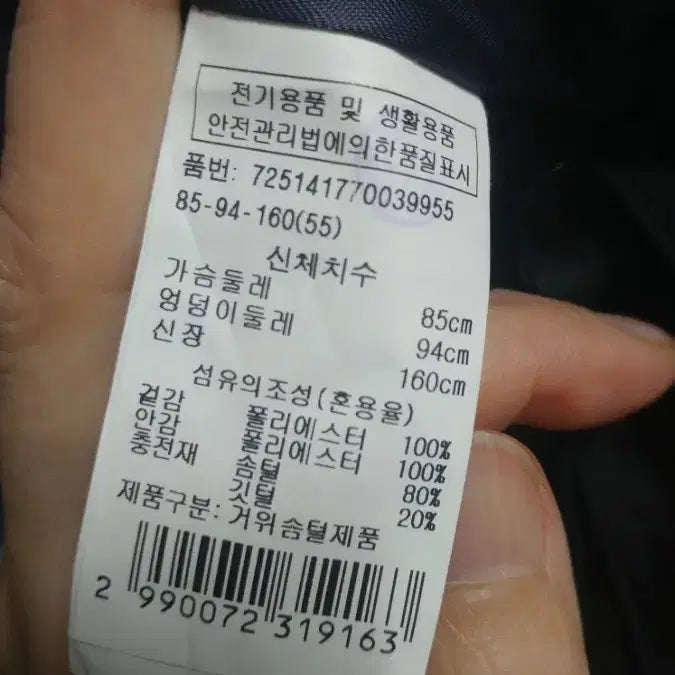 전기용품 및 생활용품
안전관리법에의한품질표시
품번: 725141770039955
85-94-160(55)
신체치수
가슴둘레 85cm
엉덩이둘레 94cm
신장 160cm
섬유의조성(혼용율)
겉감 폴리에스터 100%
안감 폴리에스터 100%
충전재 솜털 80%
깃털 20%
제품구분: 거위솜털제품
2 990072 319163